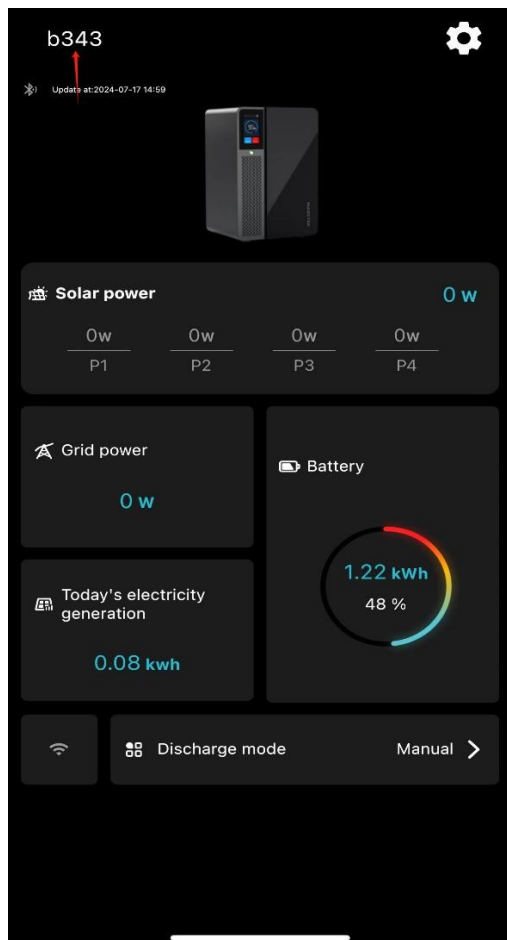 b343
Update at:2024-07-17 14:59
Solar power
0 w
0w 0w 0w 0w
P1 P2 P3 P4
Grid power
0 w
Battery
1.22 kWh
48 %
Today's electricity
generation
0.08 kwh
Discharge mode Manual